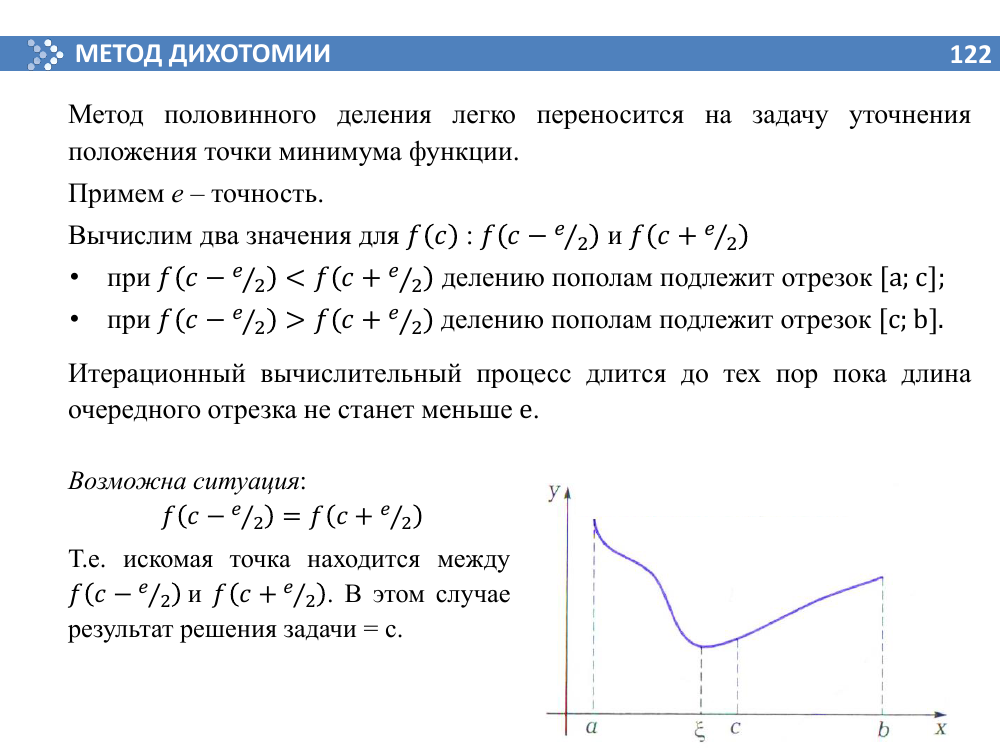 МЕТОД ДИХОТОМИИ 122
Метод половинного деления легко переносится на задачу уточнения
положения точки минимума функции.
Примем e – точность.
Вычислим два значения для f(c) : f(c − e/2) и f(c + e/2)
• при f(c − e/2) < f(c + e/2) делению пополам подлежит отрезок [a; c];
• при f(c − e/2) > f(c + e/2) делению пополам подлежит отрезок [c; b].
Итерационный вычислительный процесс длится до тех пор пока длина
очередного отрезка не станет меньше e.
Возможна ситуация:
f(c − e/2) = f(c + e/2)
Т.е. искомая точка находится между
f(c − e/2) и f(c + e/2). В этом случае
результат решения задачи = c.
y
a ξ c b x